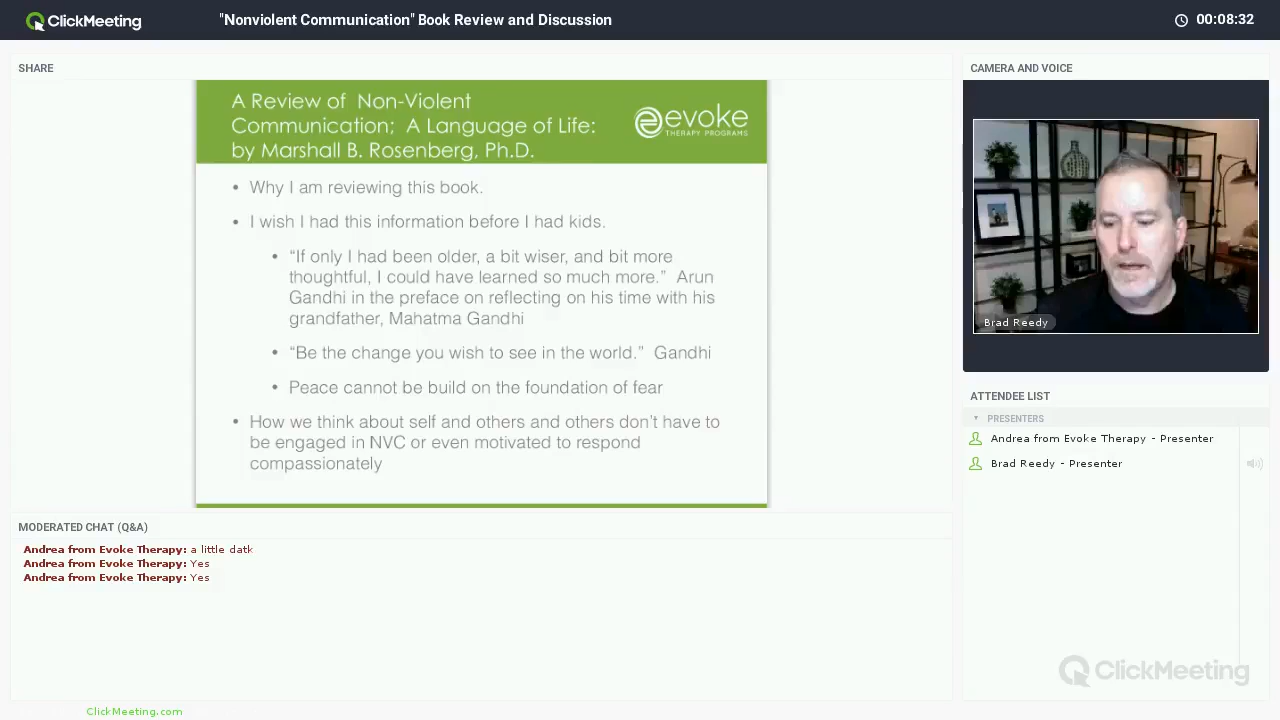 ClickMeeting
"Nonviolent Communication" Book Review and Discussion
00:08:32
SHARE
A Review of Non-Violent
Communication; A Language of Life:
by Marshall B. Rosenberg, Ph.D.
evoke
THERAPY PROGRAMS
• Why I am reviewing this book.
• I wish I had this information before I had kids.
• “If only I had been older, a bit wiser, and bit more
thoughtful, I could have learned so much more.” Arun
Gandhi in the preface on reflecting on his time with his
grandfather, Mahatma Gandhi
• “Be the change you wish to see in the world.” Gandhi
• Peace cannot be build on the foundation of fear
• How we think about self and others and others don’t have to
be engaged in NVC or even motivated to respond
compassionately
CAMERA AND VOICE
Brad Reedy
ATTENDEE LIST
PRESENTERS
Andrea from Evoke Therapy - Presenter
Brad Reedy - Presenter
MODERATED CHAT (Q&A)
Andrea from Evoke Therapy: a little datk
Andrea from Evoke Therapy: Yes
Andrea from Evoke Therapy: Yes
ClickMeeting
ClickMeeting.com